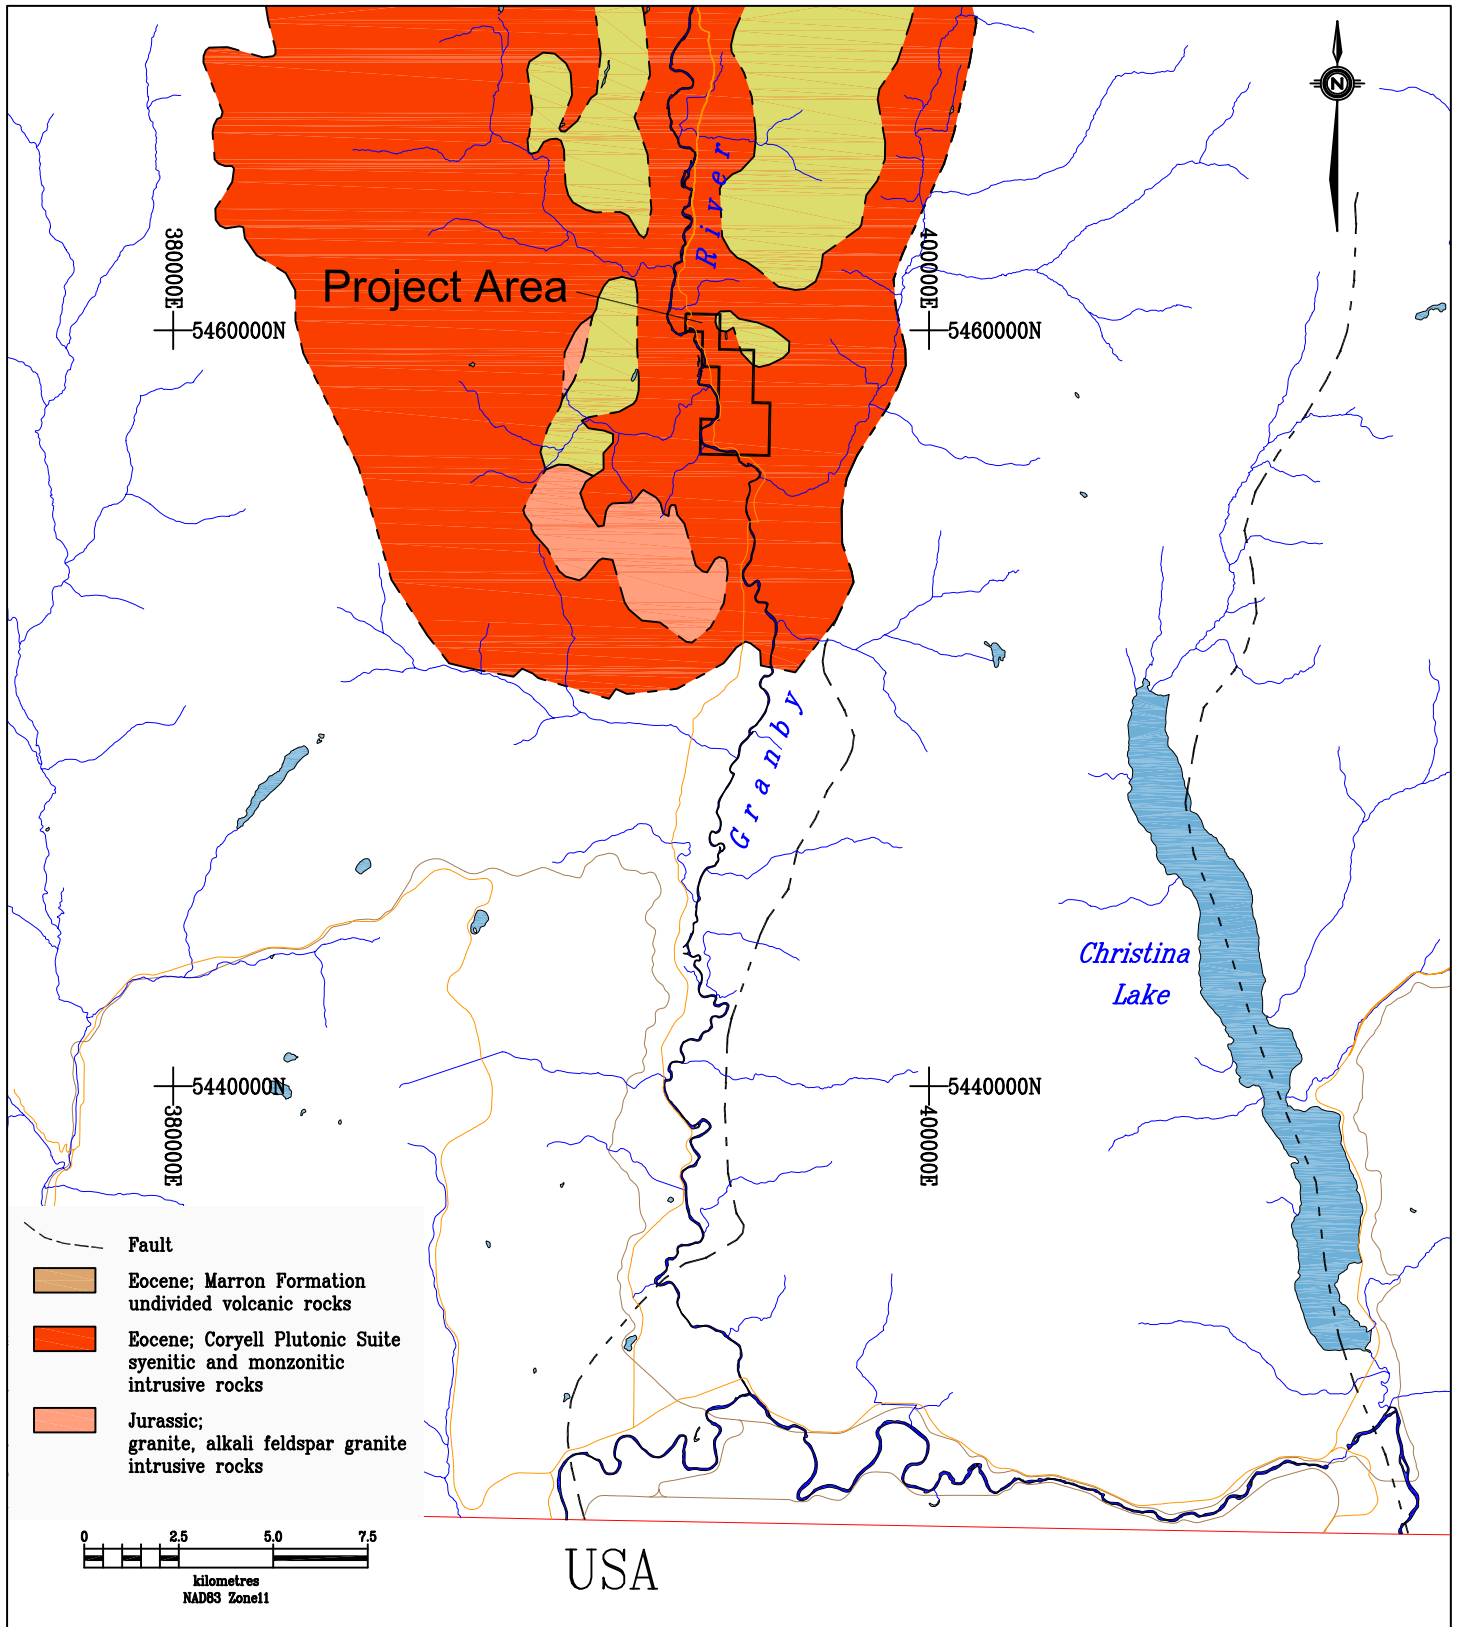 N
River
380000E
400000E
Project Area
5460000N
5460000N
Granby
Christina
Lake
5440000N
5440000N
380000E
400000E
Fault
Eocene; Marron Formation
undivided volcanic rocks
Eocene; Coryell Plutonic Suite
syenitic and monzonitic
intrusive rocks
Jurassic;
granite, alkali feldspar granite
intrusive rocks
0 2.5 5.0 7.5
kilometres
NAD83 Zone11
USA